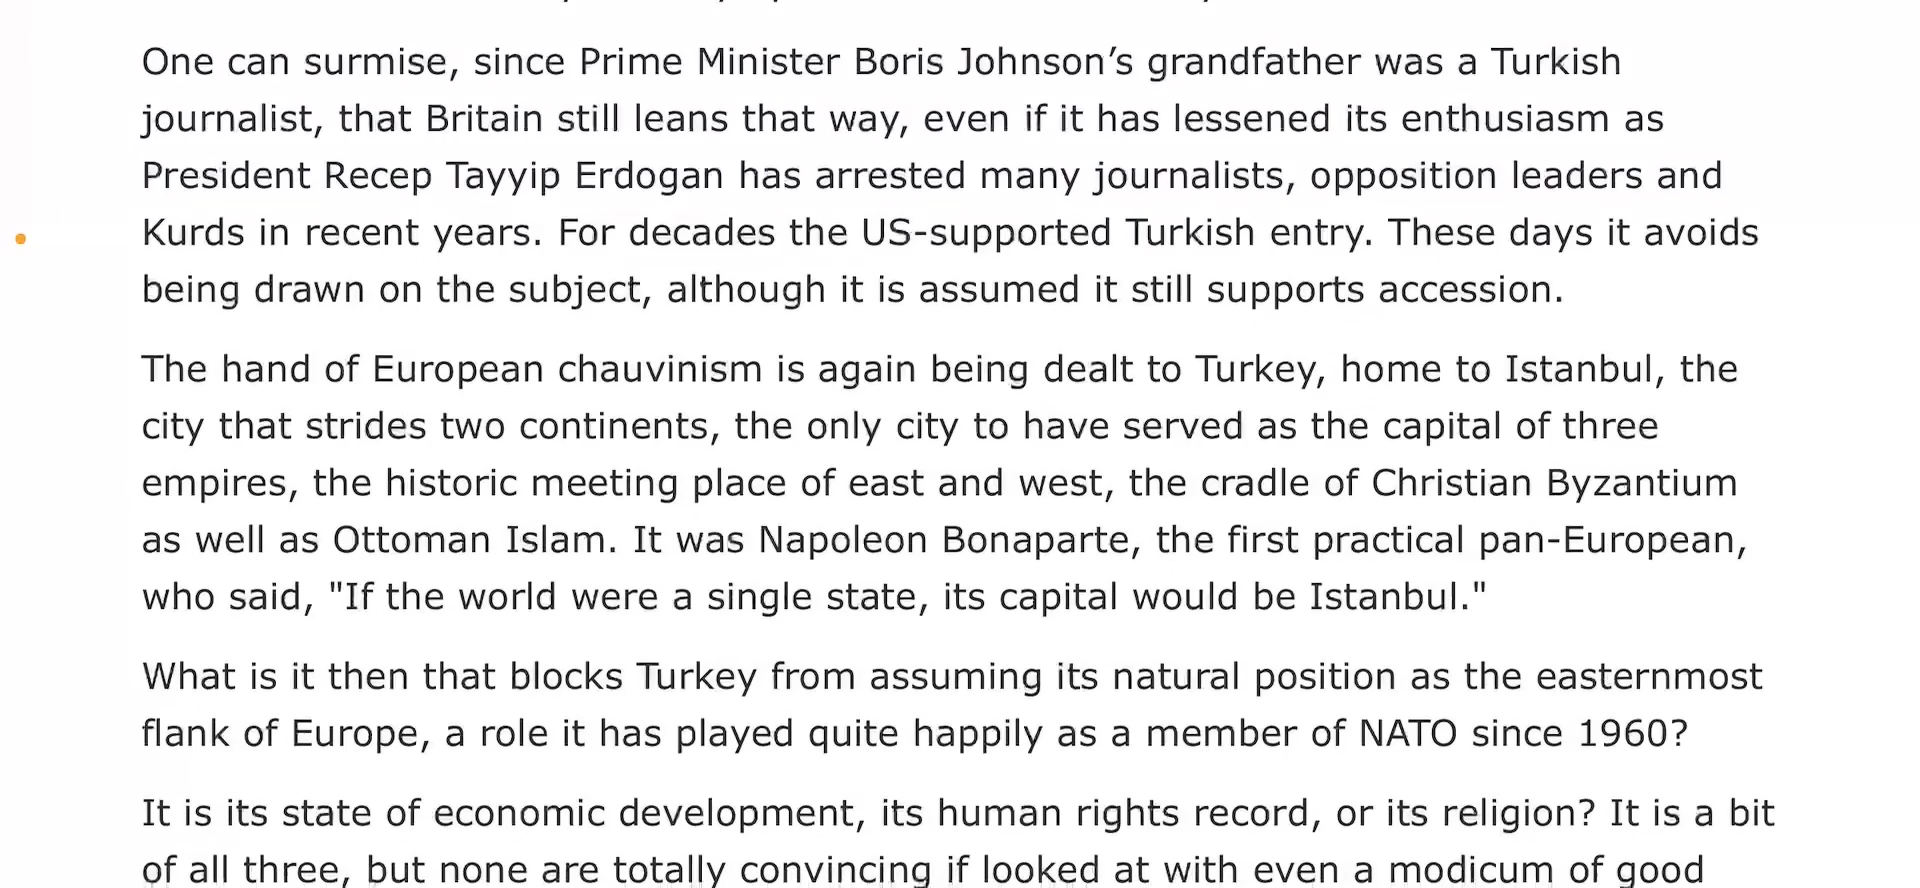 One can surmise, since Prime Minister Boris Johnson’s grandfather was a Turkish
journalist, that Britain still leans that way, even if it has lessened its enthusiasm as
President Recep Tayyip Erdogan has arrested many journalists, opposition leaders and
Kurds in recent years. For decades the US-supported Turkish entry. These days it avoids
being drawn on the subject, although it is assumed it still supports accession.
The hand of European chauvinism is again being dealt to Turkey, home to Istanbul, the
city that strides two continents, the only city to have served as the capital of three
empires, the historic meeting place of east and west, the cradle of Christian Byzantium
as well as Ottoman Islam. It was Napoleon Bonaparte, the first practical pan-European,
who said, "If the world were a single state, its capital would be Istanbul."
What is it then that blocks Turkey from assuming its natural position as the easternmost
flank of Europe, a role it has played quite happily as a member of NATO since 1960?
It is its state of economic development, its human rights record, or its religion? It is a bit
of all three, but none are totally convincing if looked at with even a modicum of good